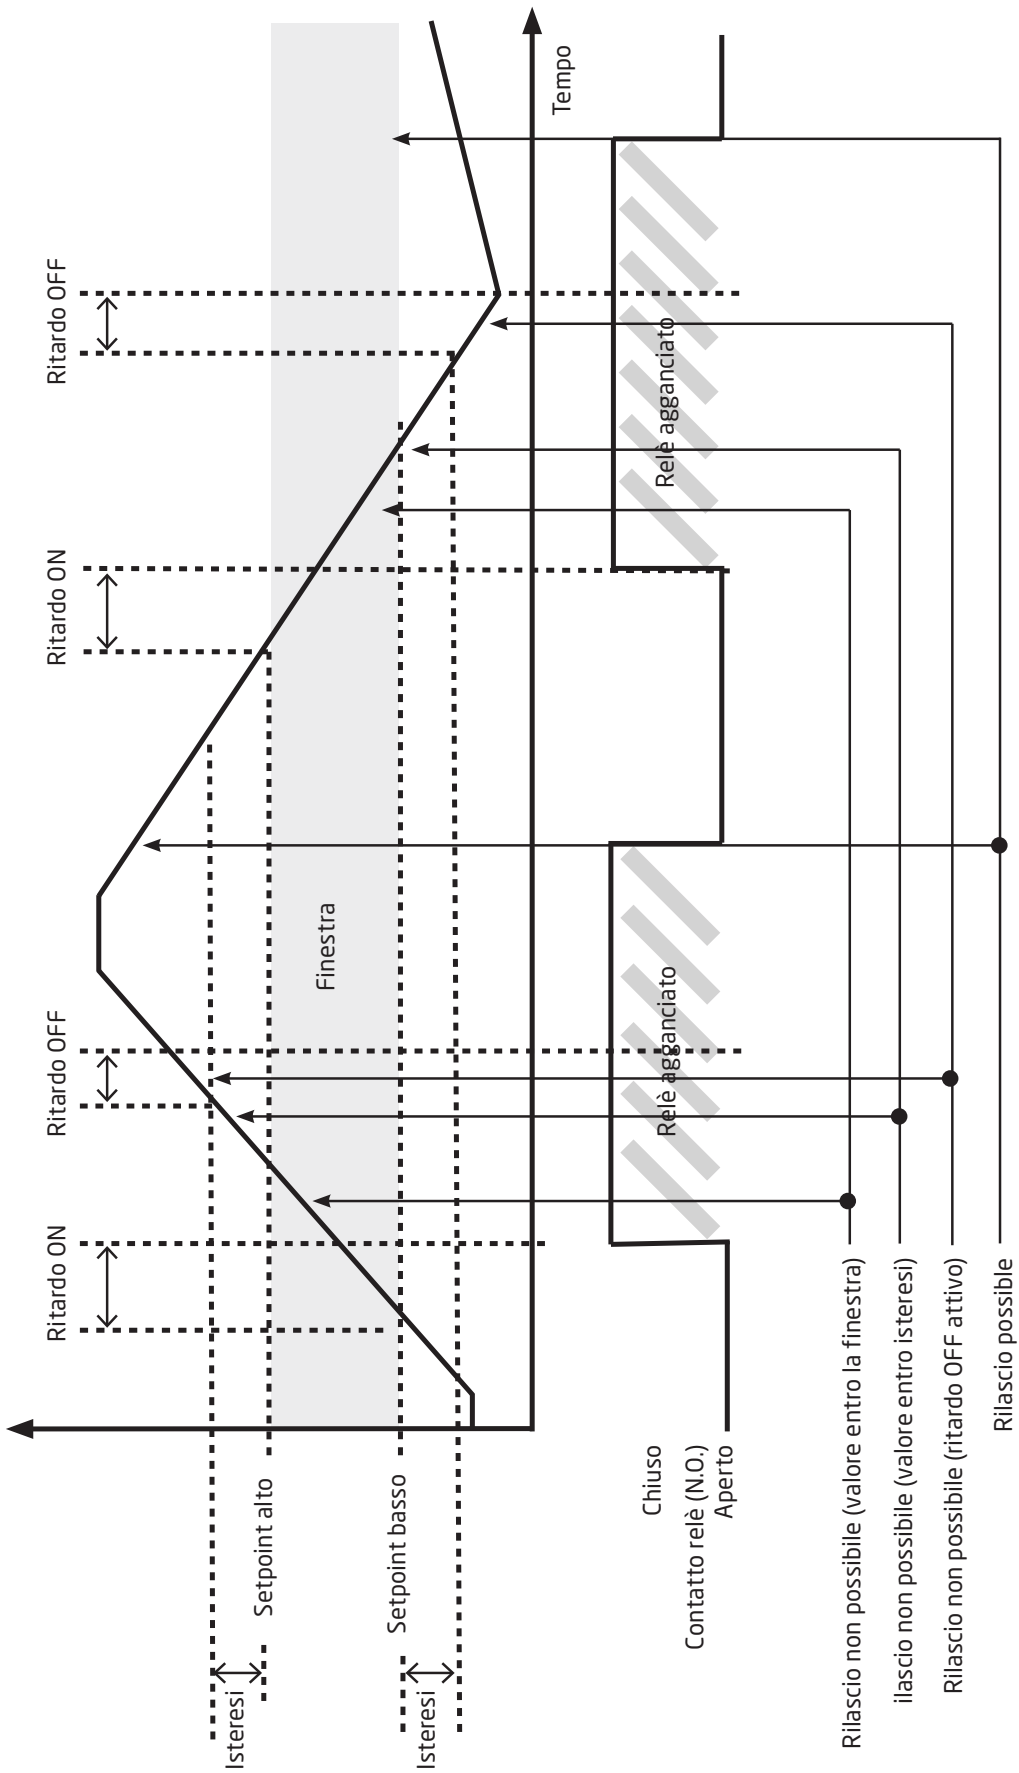 Ritardo ON
Ritardo OFF
Ritardo ON
Ritardo OFF
Isteresi
Setpoint alto
Finestra
Setpoint basso
Isteresi
Tempo
Chiuso
Contatto relè (N.O.)
Aperto
Relè agganciato
Relè agganciato
Rilascio non possibile (valore entro la finestra)
ilascio non possibile (valore entro isteresi)
Rilascio non possibile (ritardo OFF attivo)
Rilascio possible